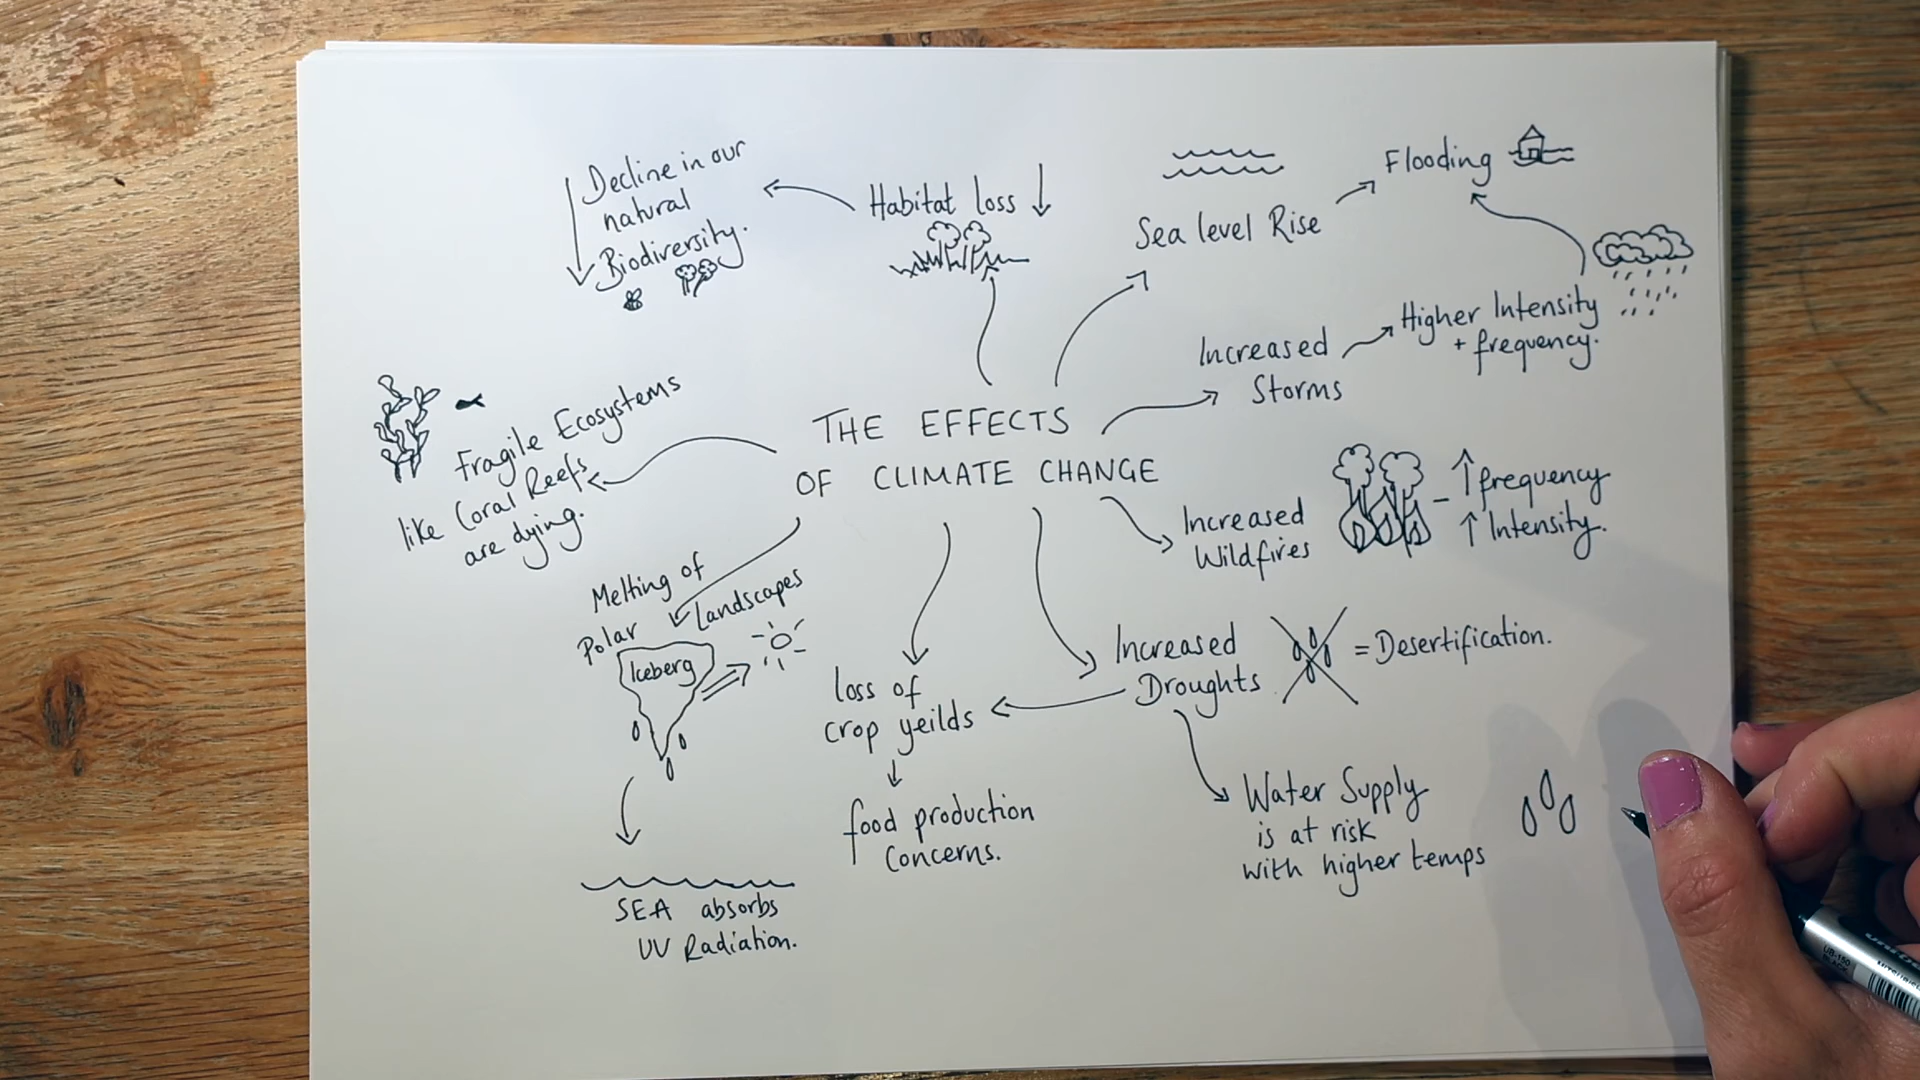 THE EFFECTS
OF CLIMATE CHANGE
Habitat loss
Decline in our
natural
Biodiversity.
Sea level Rise
Flooding
Increased
Storms
Higher Intensity
+ frequency.
Increased
Wildfires
- ↑ frequency
↑ Intensity.
Increased
Droughts
= Desertification.
Water Supply
is at risk
with higher temps
loss of
crop yeilds
food production
Concerns.
Melting of
Polar Landscapes
Iceberg
SEA absorbs
UV Radiation.
Fragile Ecosystems
like Coral Reefs
are dying.
UB-150